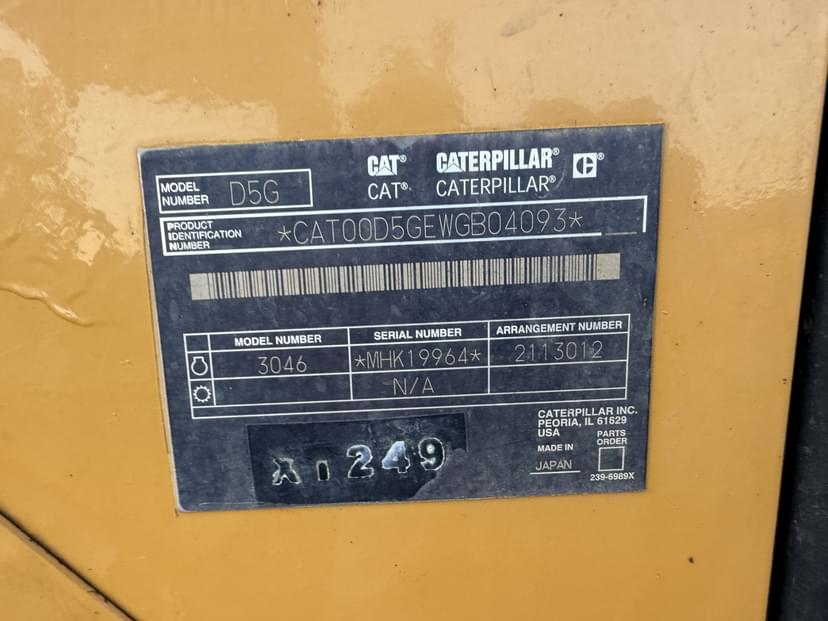 CAT® CATERPILLAR® C®
CAT® CATERPILLAR®
MODEL NUMBER D5G
PRODUCT IDENTIFICATION NUMBER *CAT00D5GEWGB04093*
MODEL NUMBER SERIAL NUMBER ARRANGEMENT NUMBER
3046 *MHK19964* 2113012
N/A
CATERPILLAR INC.
PEORIA, IL 61629
USA
MADE IN JAPAN
PARTS ORDER
239-6989X
249